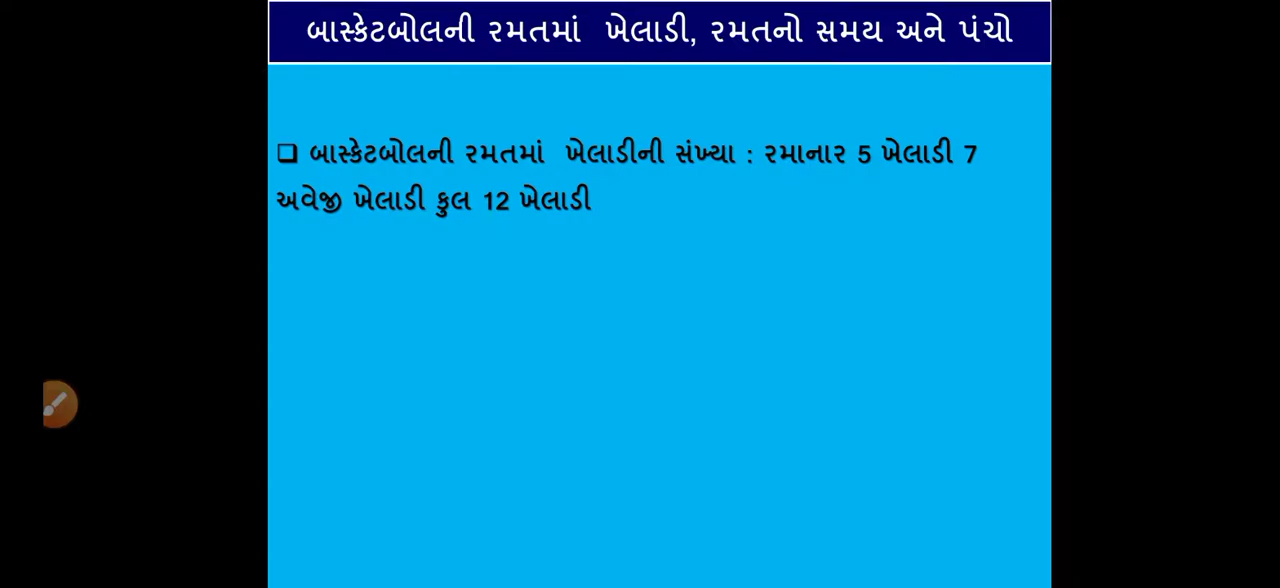 બાસ્કેટબોલની રમતમાં ખેલાડી, રમતનો સમય અને પંચો
❑ બાસ્કેટબોલની રમતમાં ખેલાડીની સંખ્યા : રમાનાર 5 ખેલાડી 7
અવેજી ખેલાડી કુલ 12 ખેલાડી